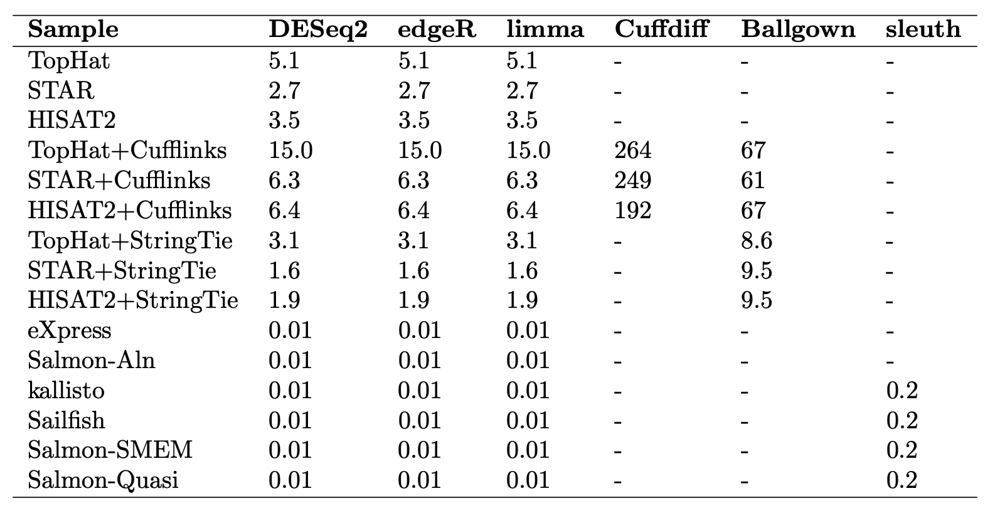 Sample DESeq2 edgeR limma Cuffdiff Ballgown sleuth
TopHat 5.1 5.1 5.1 - - -
STAR 2.7 2.7 2.7 - - -
HISAT2 3.5 3.5 3.5 - - -
TopHat+Cufflinks 15.0 15.0 15.0 264 67 -
STAR+Cufflinks 6.3 6.3 6.3 249 61 -
HISAT2+Cufflinks 6.4 6.4 6.4 192 67 -
TopHat+StringTie 3.1 3.1 3.1 - 8.6 -
STAR+StringTie 1.6 1.6 1.6 - 9.5 -
HISAT2+StringTie 1.9 1.9 1.9 - 9.5 -
eXpress 0.01 0.01 0.01 - - -
Salmon-Aln 0.01 0.01 0.01 - - -
kallisto 0.01 0.01 0.01 - - 0.2
Sailfish 0.01 0.01 0.01 - - 0.2
Salmon-SMEM 0.01 0.01 0.01 - - 0.2
Salmon-Quasi 0.01 0.01 0.01 - - 0.2